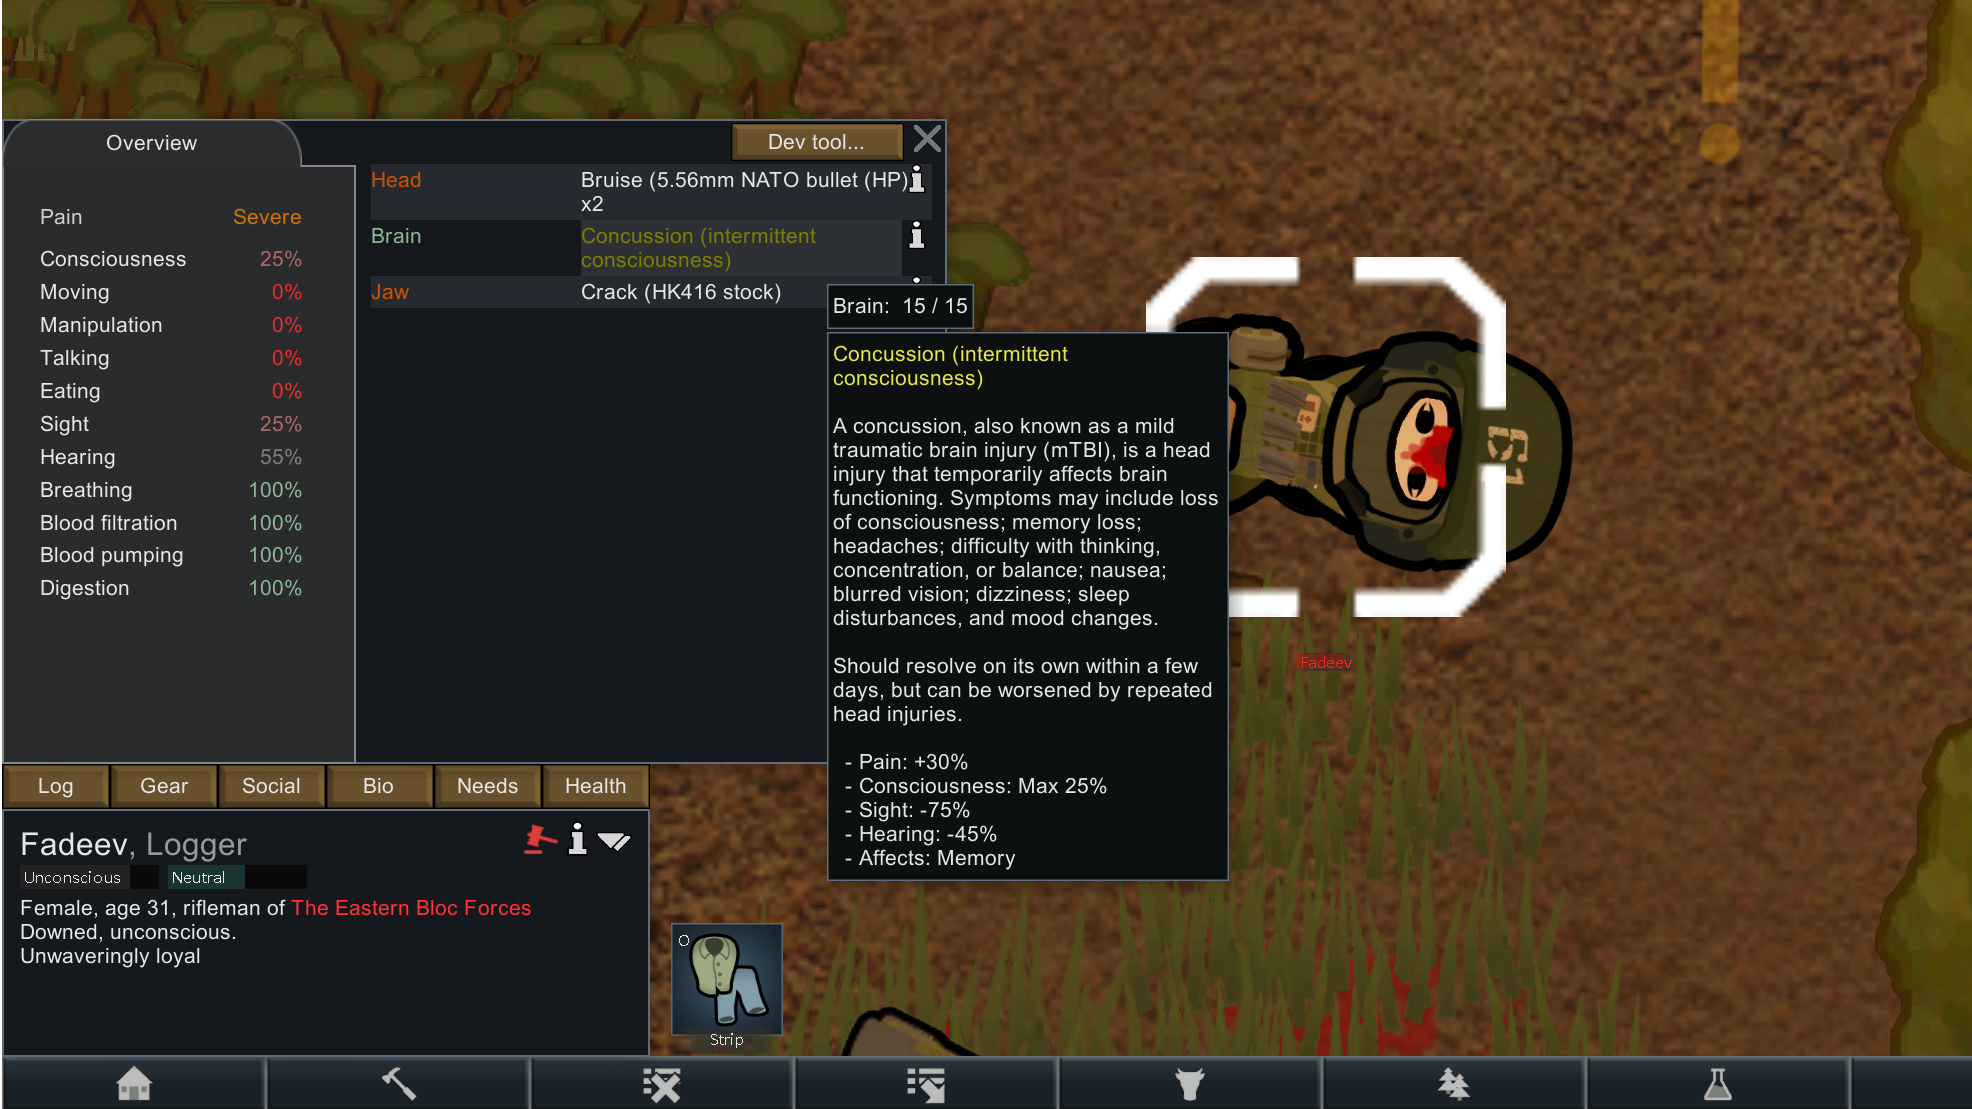 Overview
Dev tool...
Pain Severe
Consciousness 25%
Moving 0%
Manipulation 0%
Talking 0%
Eating 0%
Sight 25%
Hearing 55%
Breathing 100%
Blood filtration 100%
Blood pumping 100%
Digestion 100%
Head Bruise (5.56mm NATO bullet (HP)
x2
Brain Concussion (intermittent
consciousness)
Jaw Crack (HK416 stock)
Brain: 15 / 15
Concussion (intermittent
consciousness)
A concussion, also known as a mild
traumatic brain injury (mTBI), is a head
injury that temporarily affects brain
functioning. Symptoms may include loss
of consciousness; memory loss;
headaches; difficulty with thinking,
concentration, or balance; nausea;
blurred vision; dizziness; sleep
disturbances, and mood changes.
Should resolve on its own within a few
days, but can be worsened by repeated
head injuries.
- Pain: +30%
- Consciousness: Max 25%
- Sight: -75%
- Hearing: -45%
- Affects: Memory
Fadeev
Log Gear Social Bio Needs Health
Fadeev, Logger
Unconscious Neutral
Female, age 31, rifleman of The Eastern Bloc Forces
Downed, unconscious.
Unwaveringly loyal
O
Strip